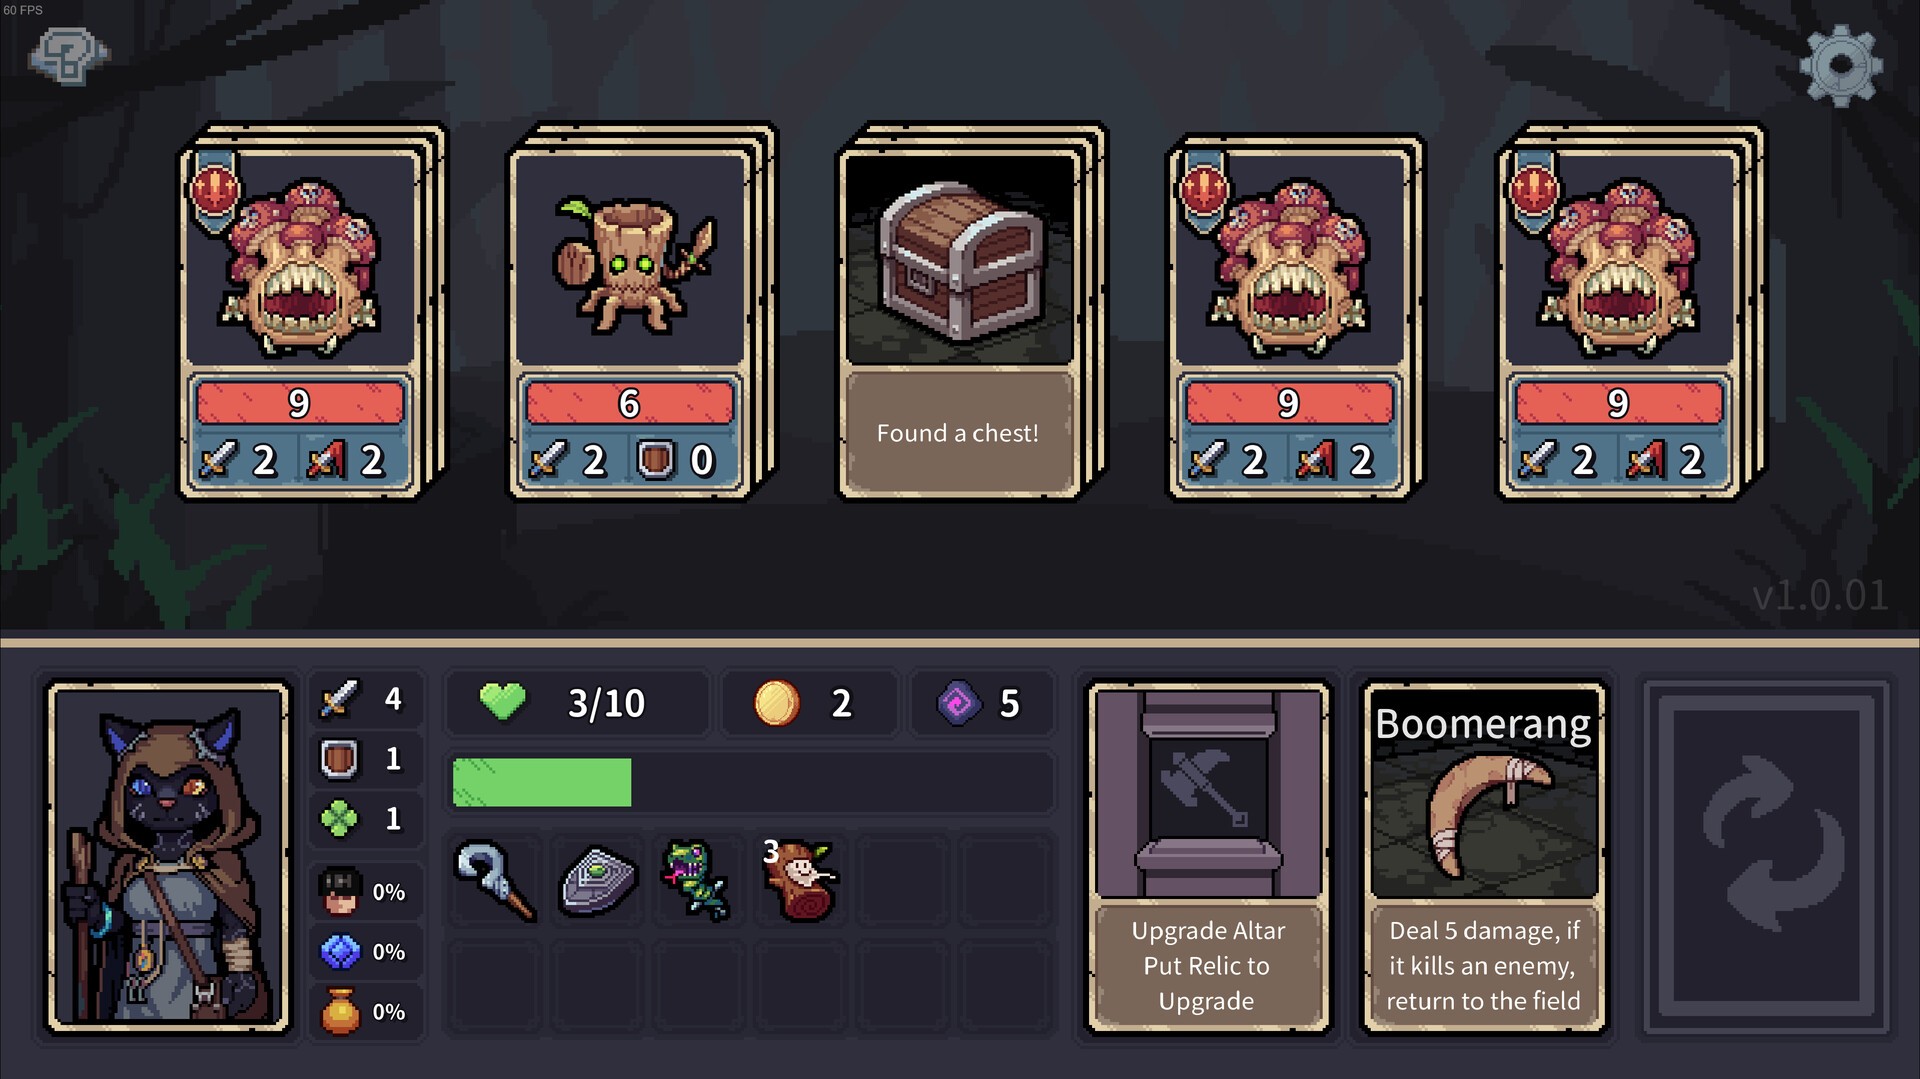 60 FPS
9
2 2
6
2 0
Found a chest!
9
2 2
9
2 2
v1.0.01
4
1
1
0%
0%
0%
3/10
2
5
3
Upgrade Altar
Put Relic to
Upgrade
Boomerang
Deal 5 damage, if
it kills an enemy,
return to the field